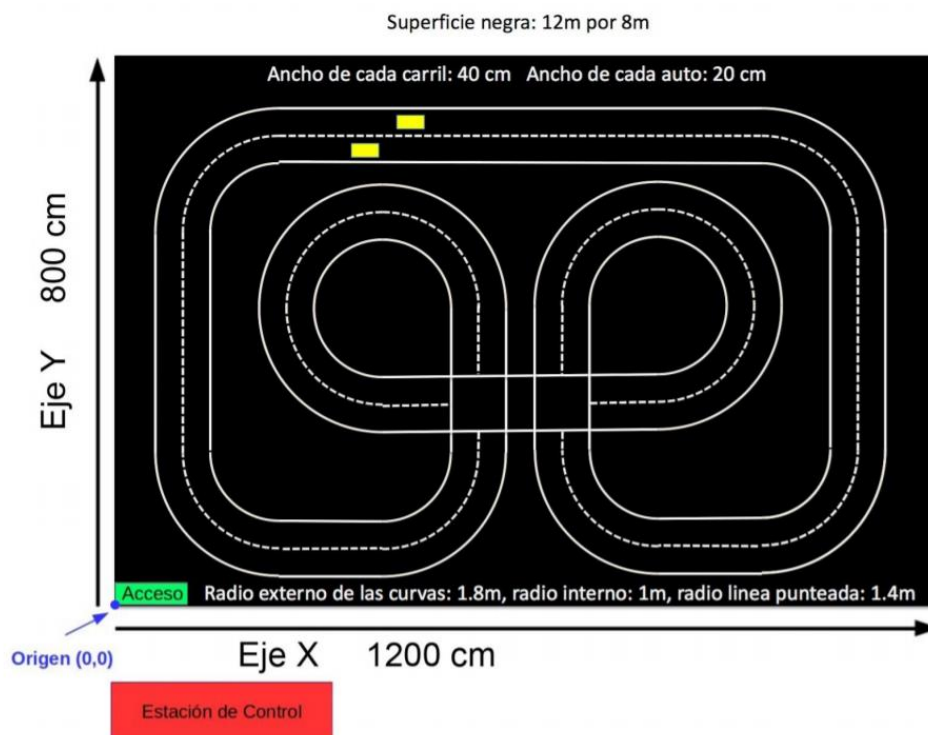 Superficie negra: 12m por 8m
Ancho de cada carril: 40 cm   Ancho de cada auto: 20 cm
Eje Y   800 cm
Acceso
Radio externo de las curvas: 1.8m, radio interno: 1m, radio linea punteada: 1.4m
Origen (0,0)
Eje X   1200 cm
Estación de Control